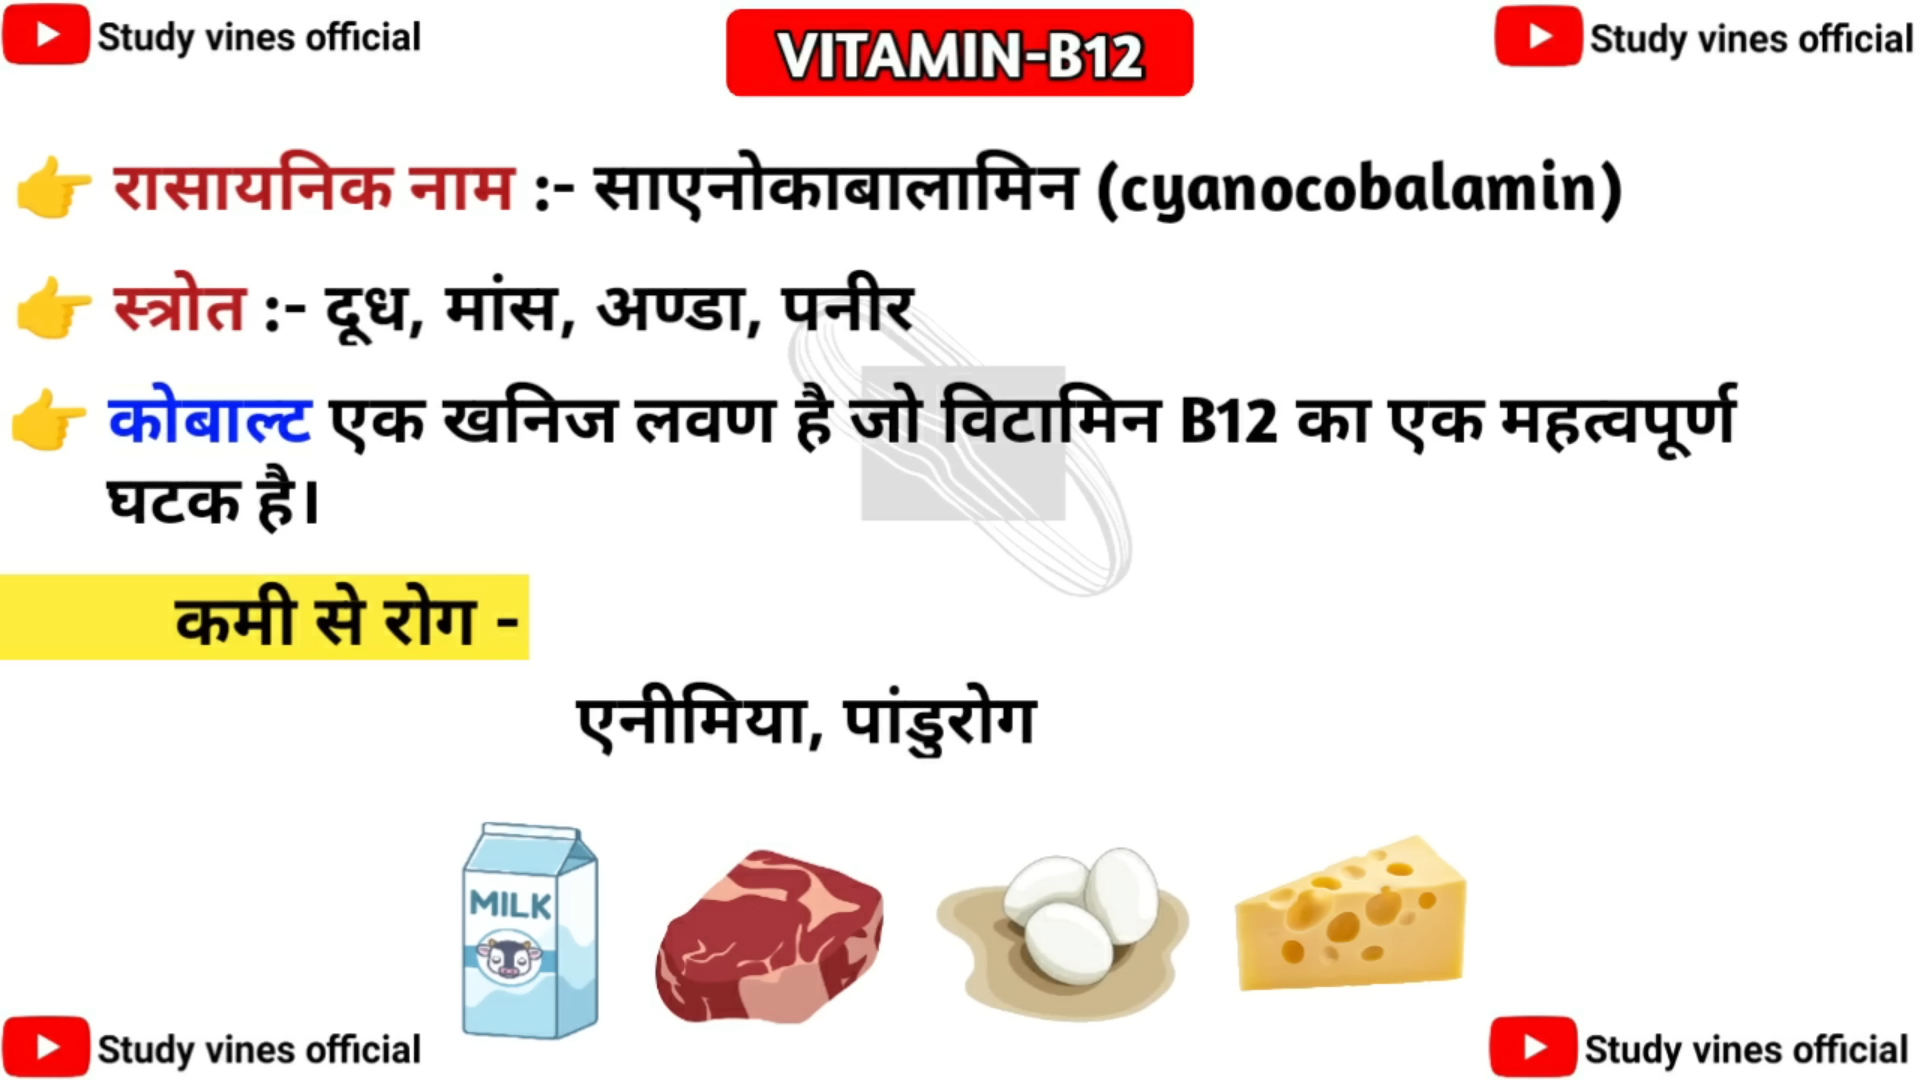 Study vines official
VITAMIN-B12
Study vines official
रासायनिक नाम :- साएनोकाबालामिन (cyanocobalamin)
स्त्रोत :- दूध, मांस, अण्डा, पनीर
कोबाल्ट एक खनिज लवण है जो विटामिन B12 का एक महत्वपूर्ण
घटक है।
कमी से रोग -
एनीमिया, पांडुरोग
MILK
Study vines official
Study vines official